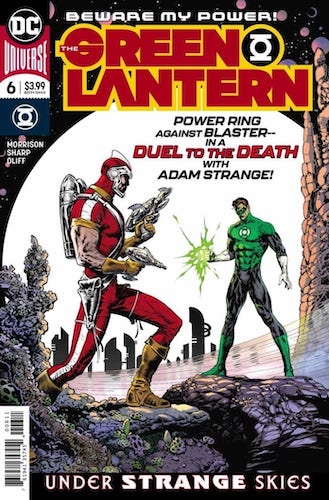 BEWARE MY POWER!
DC
UNIVERSE
6
$3.99
MORRISON
SHARP
OLIFF
THE
GREEN
LANTERN
POWER RING
AGAINST BLASTER--
IN A
DUEL TO THE DEATH
WITH
ADAM STRANGE!
UNDER STRANGE SKIES